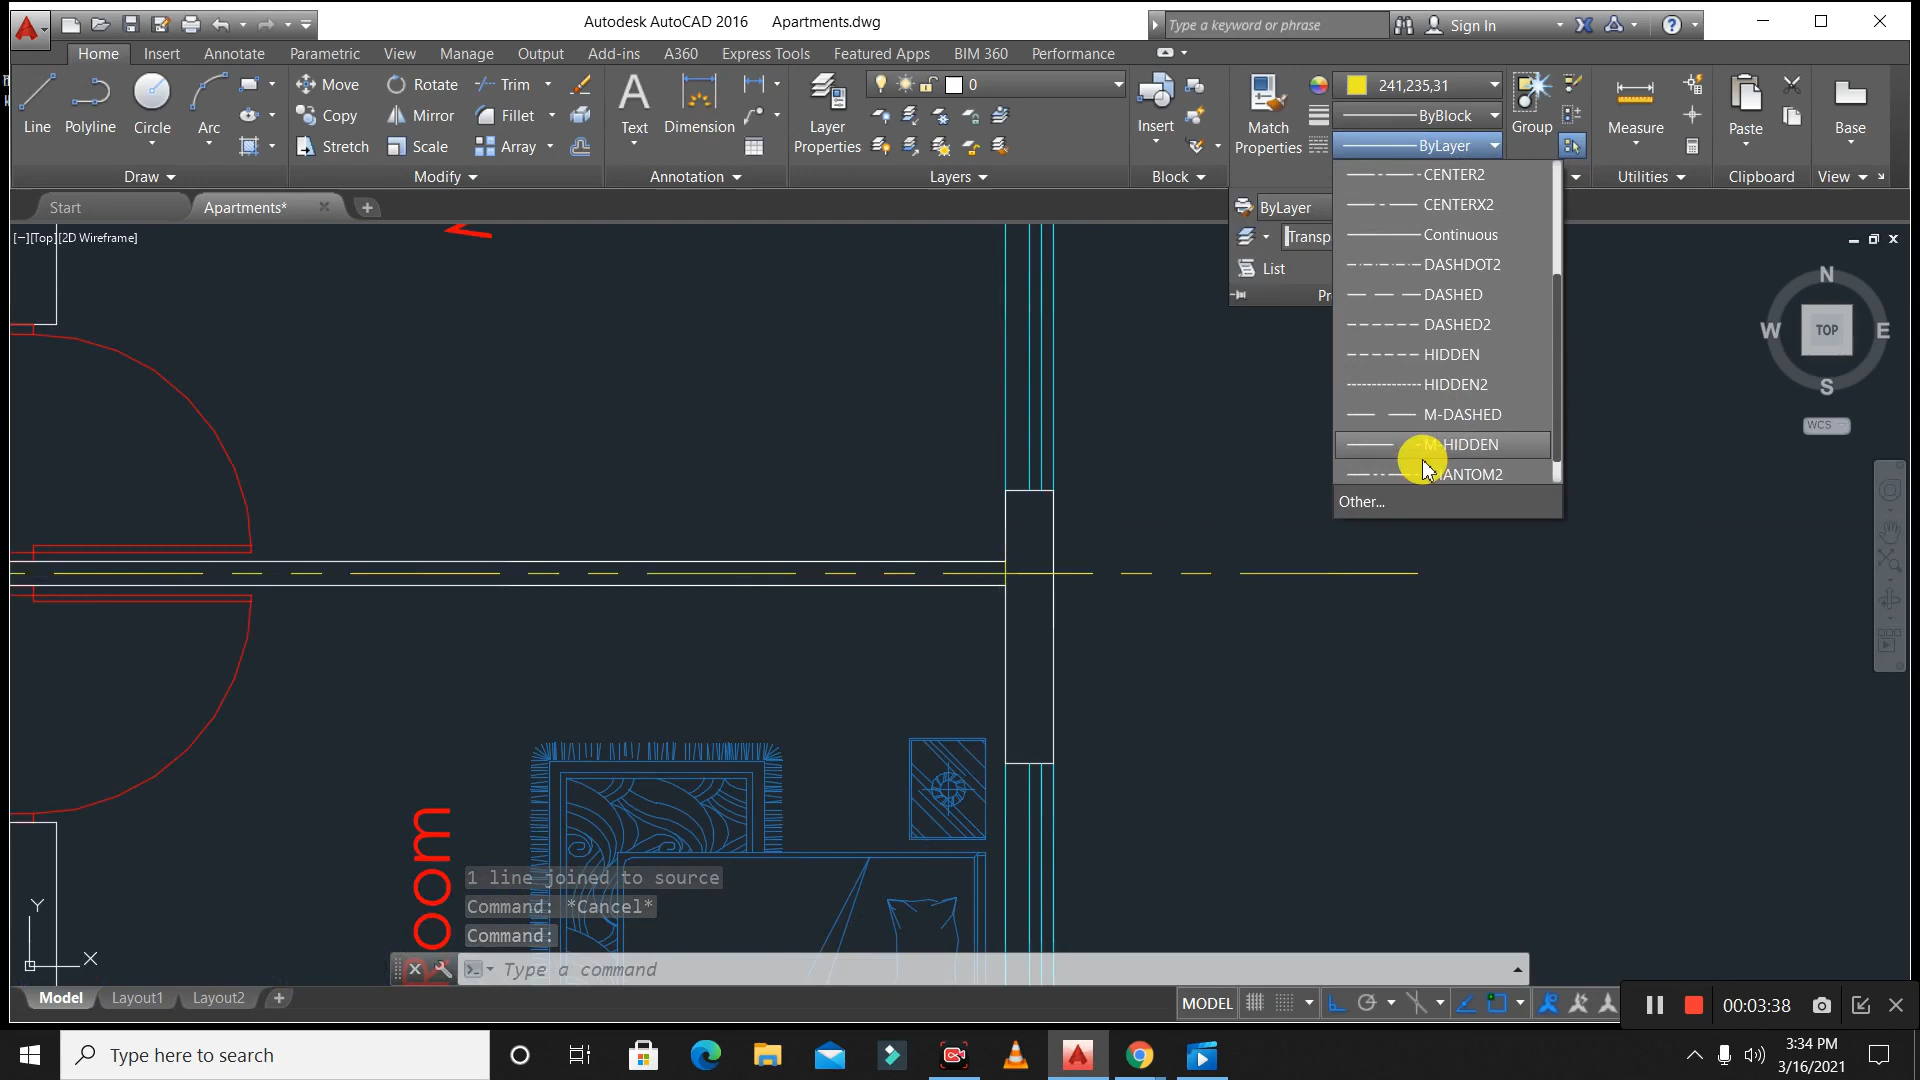 Autodesk AutoCAD 2016 Apartments.dwg
Type a keyword or phrase
Sign In
Home Insert Annotate Parametric View Manage Output Add-ins A360 Express Tools Featured Apps BIM 360 Performance
Line Polyline Circle Arc
Move Rotate Trim
Copy Mirror Fillet
Stretch Scale Array
Text Dimension
Layer Properties
0
Insert
Match Properties
241,235,31
ByBlock
ByLayer
Group
Measure
Paste
Base
Draw Modify Annotation Layers Block Utilities Clipboard View
Start Apartments*
[−][Top][2D Wireframe]
CENTER2
CENTERX2
Continuous
DASHDOT2
DASHED
DASHED2
HIDDEN
HIDDEN2
M-DASHED
M-HIDDEN
Other...
ByLayer
Transp
List
Pr
N
W TOP E
S
WCS
oom
1 line joined to source
Command: *Cancel*
Command:
Type a command
Y
X
Model Layout1 Layout2
MODEL
00:03:38
Type here to search
3:34 PM
3/16/2021